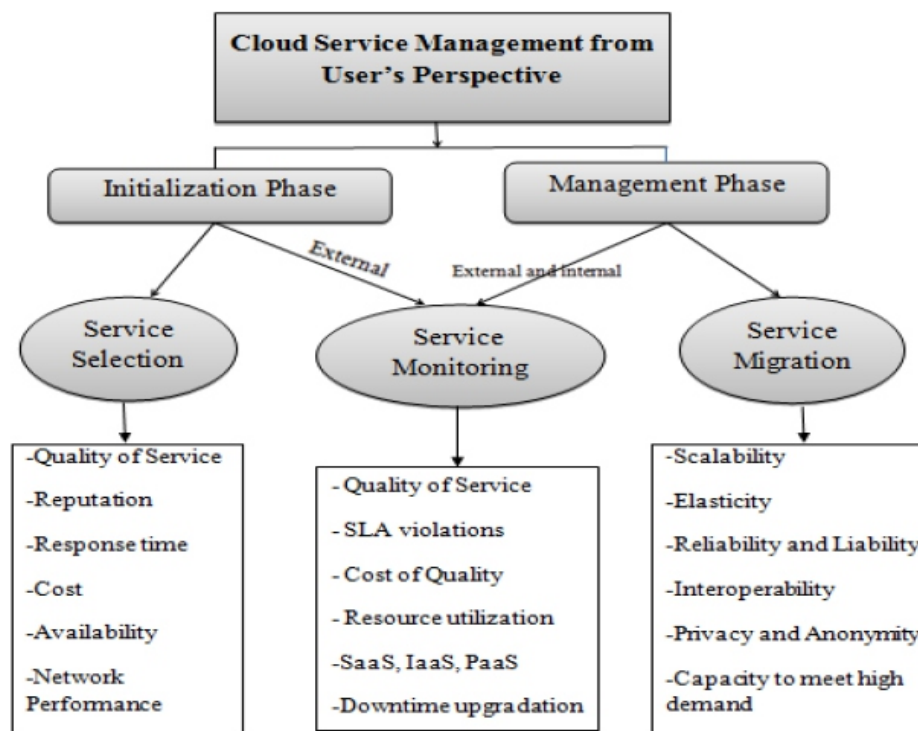 Cloud Service Management from
User's Perspective
Initialization Phase
Management Phase
External
External and internal
Service
Selection
Service
Monitoring
Service
Migration
-Quality of Service
-Reputation
-Response time
-Cost
-Availability
-Network
Performance
- Quality of Service
-SLA violations
-Cost of Quality
-Resource utilization
-SaaS, IaaS, PaaS
-Downtime upgradation
-Scalability
-Elasticity
-Reliability and Liability
-Interoperability
-Privacy and Anonymity
-Capacity to meet high
demand